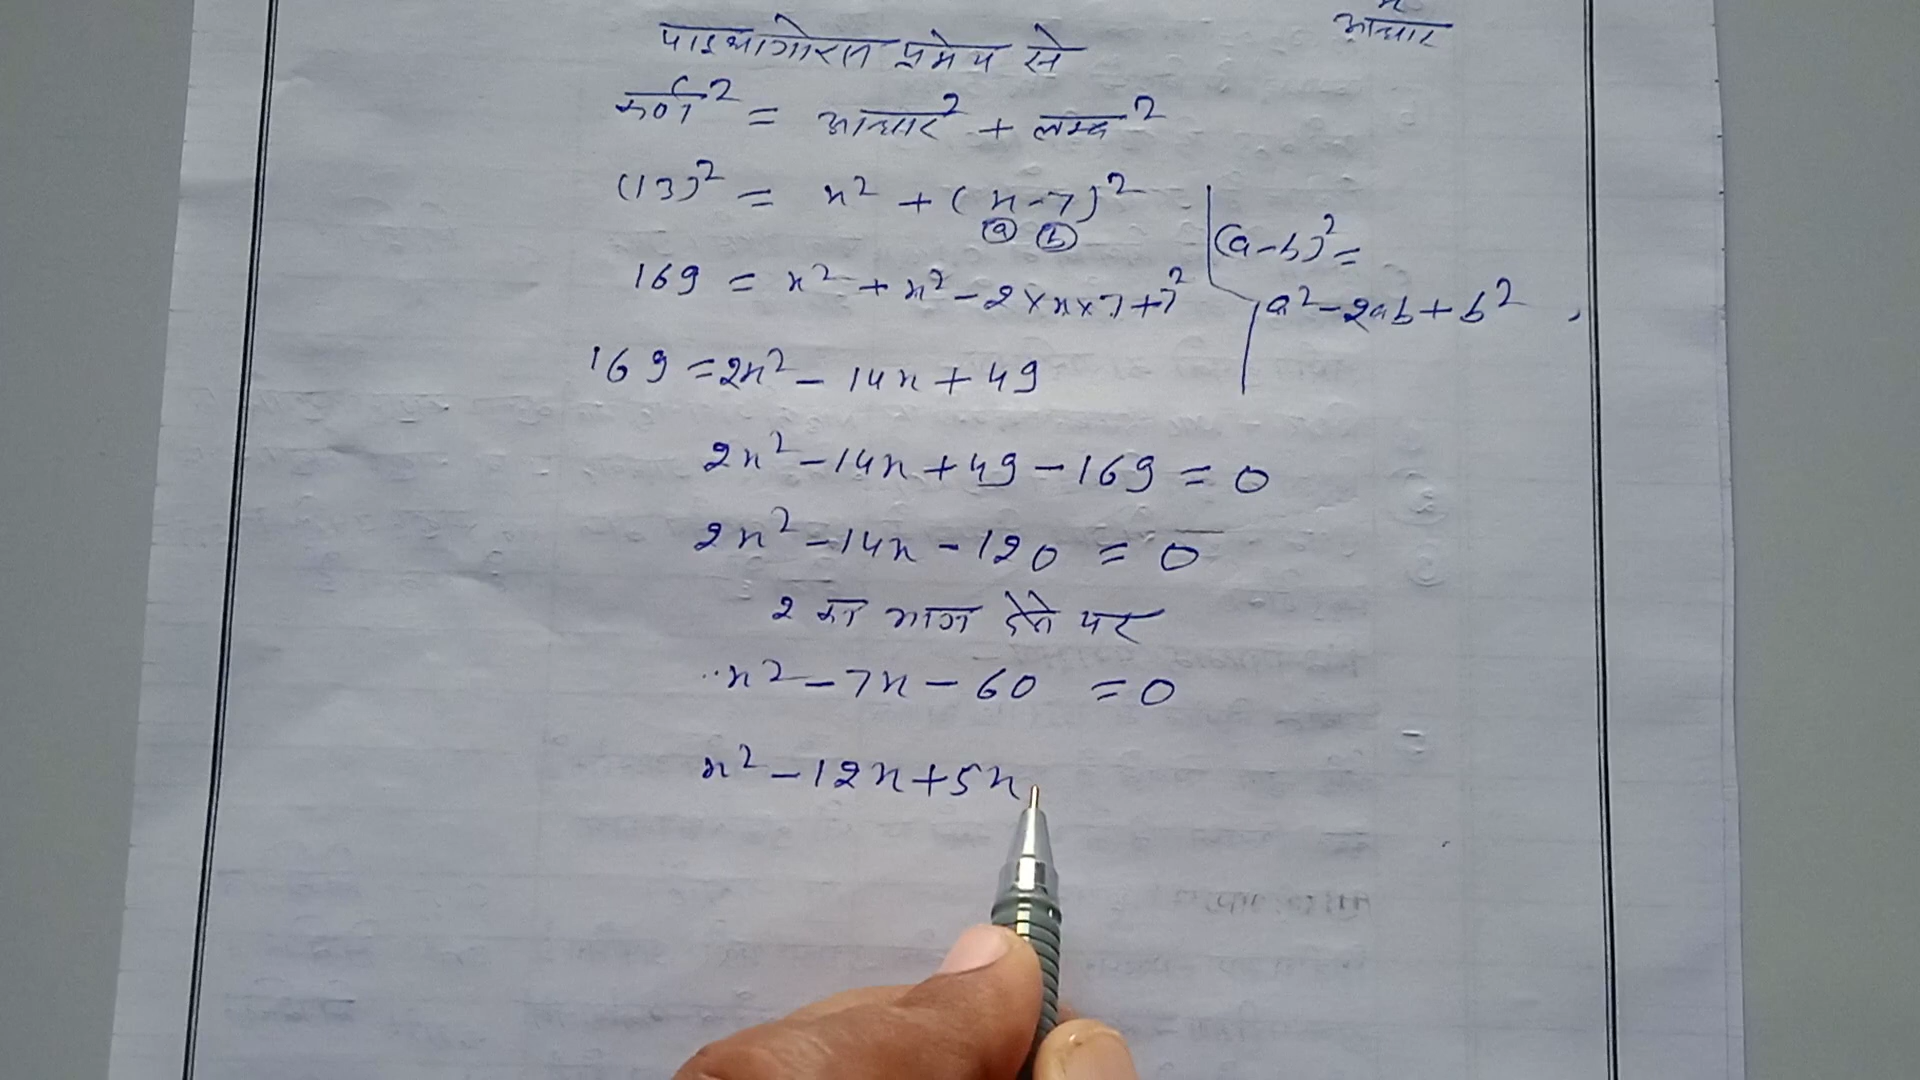 आधार
पाइथागोरस प्रमेय से
कर्ण² = आधार² + लम्ब²
(13)² = x² + (x-7)²
(a) (b)
(a-b)² =
a² - 2ab + b²
169 = x² + x² - 2×x×7 + 7²
169 = 2x² - 14x + 49
2x² - 14x + 49 - 169 = 0
2x² - 14x - 120 = 0
2 का भाग देने पर
x² - 7x - 60 = 0
x² - 12x + 5x